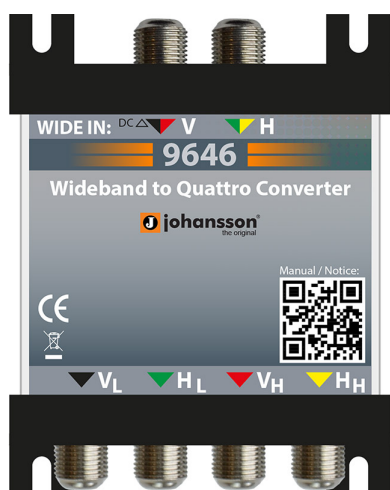 WIDE IN: DC V H
9646
Wideband to Quattro Converter
J johansson®
the original
Manual / Notice:
CE
VL HL VH HH